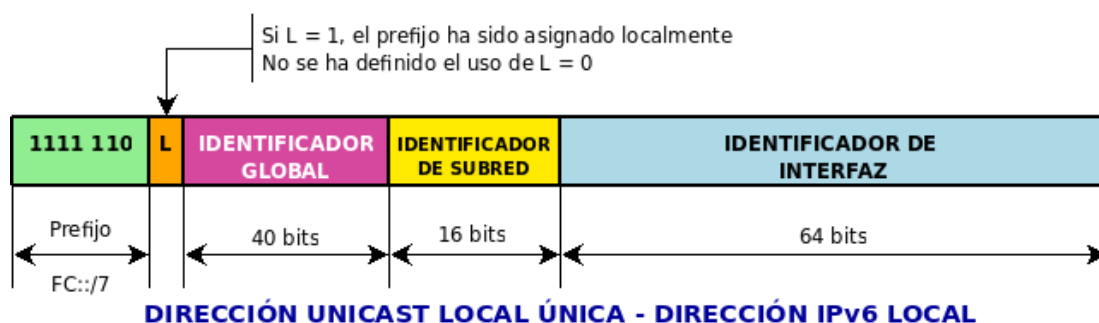 Si L = 1, el prefijo ha sido asignado localmente
No se ha definido el uso de L = 0
1111 110
L
IDENTIFICADOR
GLOBAL
IDENTIFICADOR
DE SUBRED
IDENTIFICADOR DE
INTERFAZ
Prefijo
FC::/7
40 bits
16 bits
64 bits
DIRECCIÓN UNICAST LOCAL ÚNICA - DIRECCIÓN IPv6 LOCAL